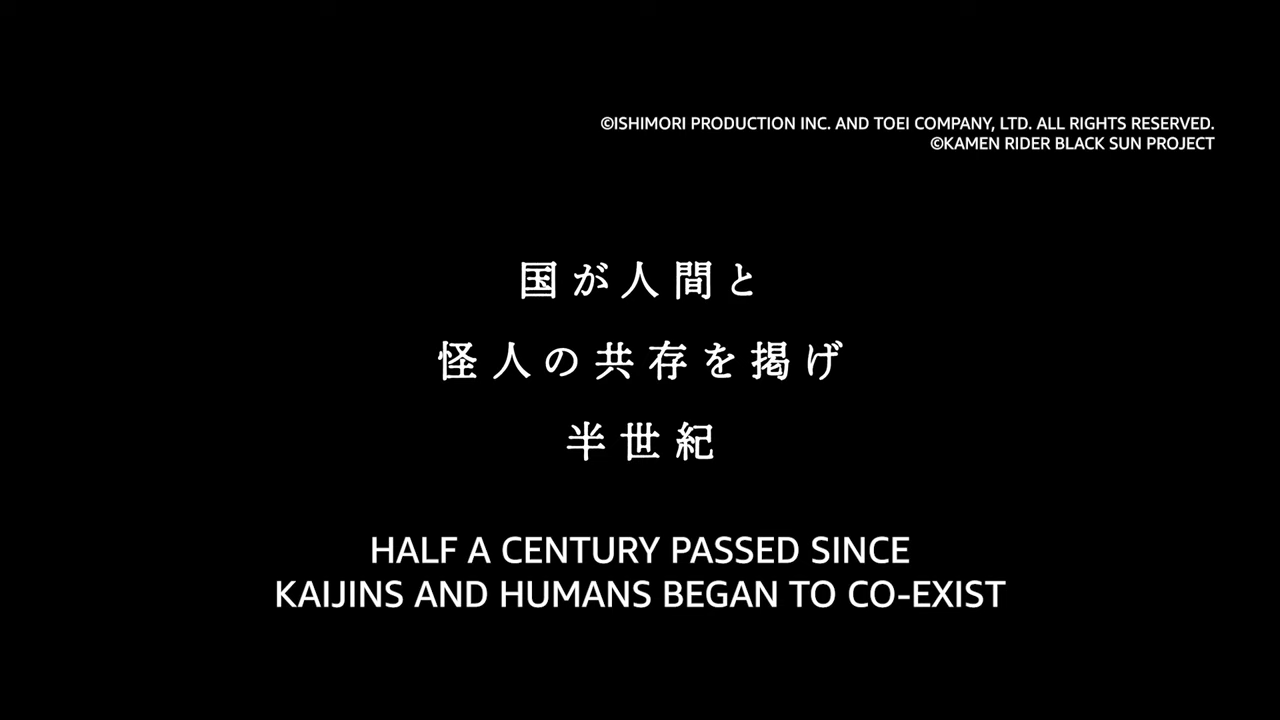 ©ISHIMORI PRODUCTION INC. AND TOEI COMPANY, LTD. ALL RIGHTS RESERVED.
©KAMEN RIDER BLACK SUN PROJECT
国が人間と
怪人の共存を掲げ
半世紀
HALF A CENTURY PASSED SINCE
KAIJINS AND HUMANS BEGAN TO CO-EXIST